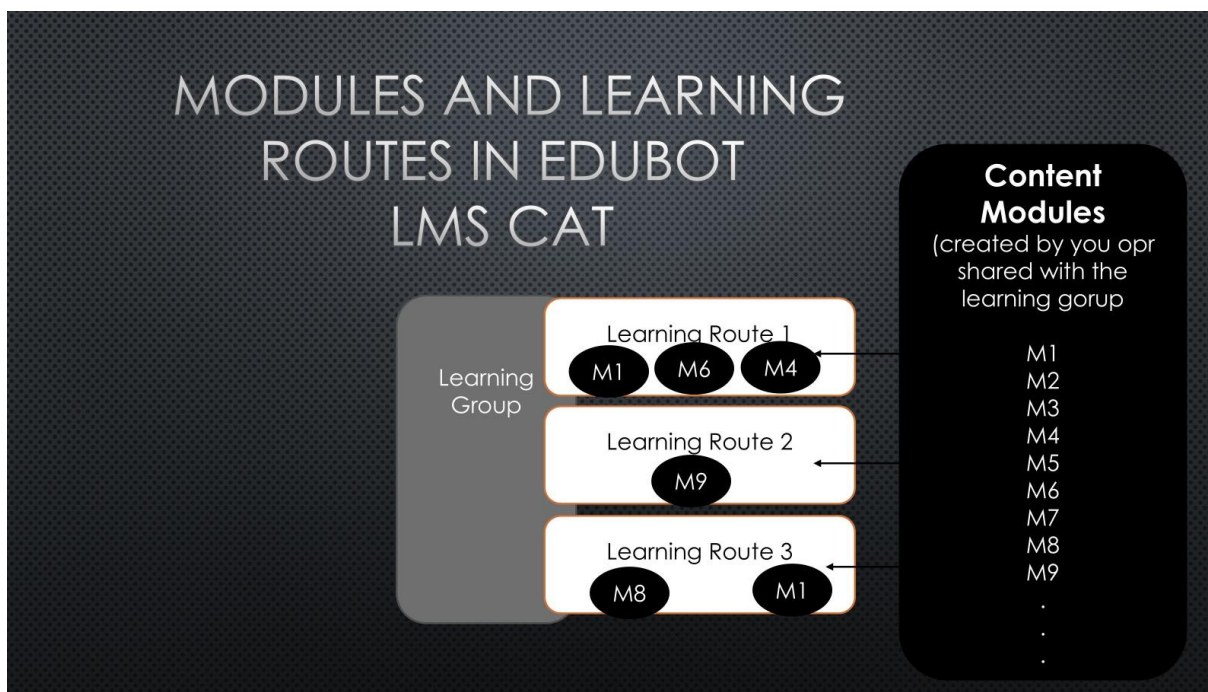 MODULES AND LEARNING
ROUTES IN EDUBOT
LMS CAT
Learning
Group
Learning Route 1
M1 M6 M4
Learning Route 2
M9
Learning Route 3
M8 M1
Content
Modules
(created by you opr
shared with the
learning gorup
M1
M2
M3
M4
M5
M6
M7
M8
M9
.
.
.